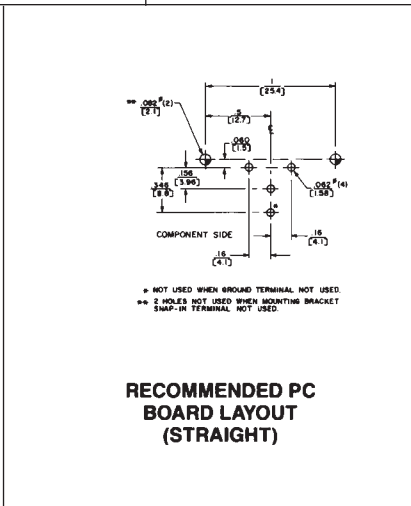 1
[25.4]
** .082ø(2)
[2.1]
.5
[12.7]
.060
[1.5]
.156
[3.96]
.346
[8.8]
.062ø(4)
[1.58]
*
COMPONENT SIDE
.16
[4.1]
.16
[4.1]
* NOT USED WHEN GROUND TERMINAL NOT USED.
** 2 HOLES NOT USED WHEN MOUNTING BRACKET
SNAP-IN TERMINAL NOT USED.
RECOMMENDED PC
BOARD LAYOUT
(STRAIGHT)